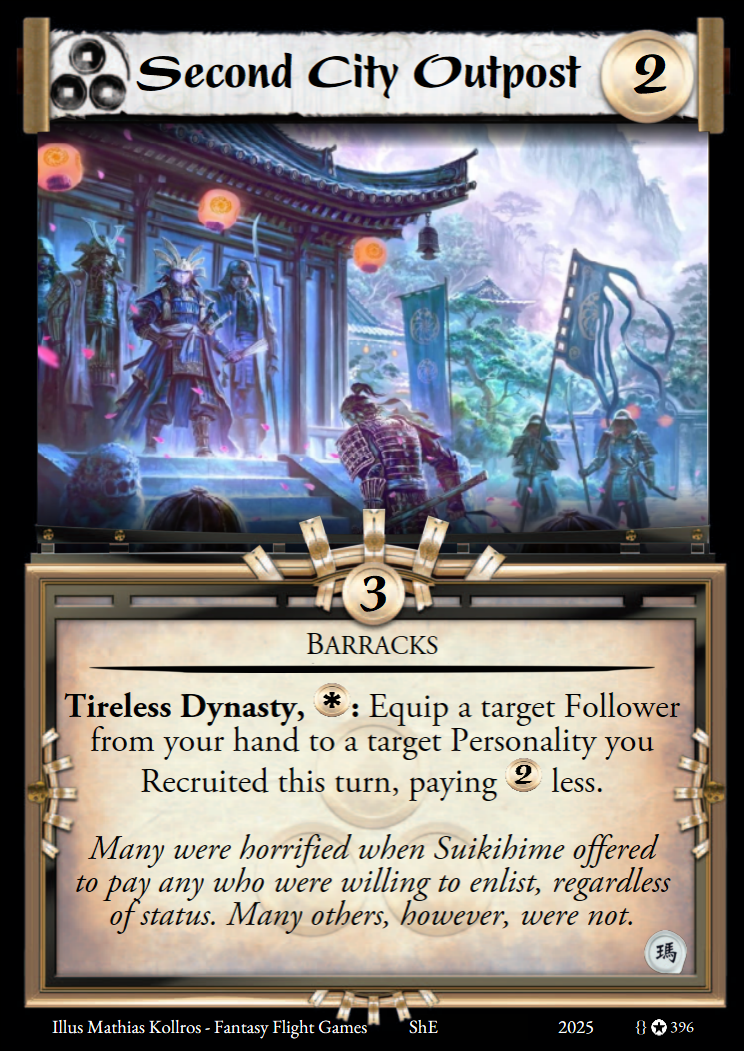 Second City Outpost 2
3
Barracks
Tireless Dynasty, *: Equip a target Follower
from your hand to a target Personality you
Recruited this turn, paying 2 less.
Many were horrified when Suikihime offered
to pay any who were willing to enlist, regardless
of status. Many others, however, were not.
瑪
Illus Mathias Kollros - Fantasy Flight Games ShE 2025 {} ✪ 396